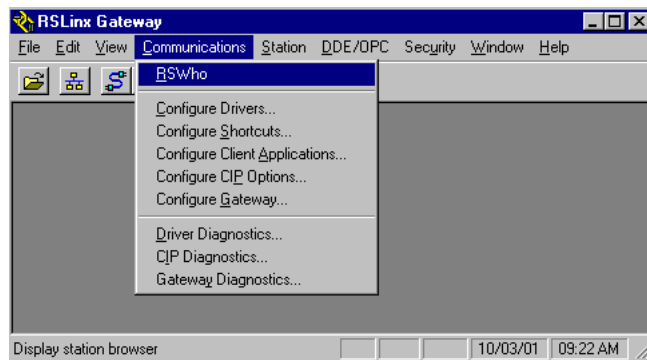 RSLinx Gateway
File Edit View Communications Station DDE/OPC Security Window Help
RSWho
Configure Drivers...
Configure Shortcuts...
Configure Client Applications...
Configure CIP Options...
Configure Gateway...
Driver Diagnostics...
CIP Diagnostics...
Gateway Diagnostics...
Display station browser 10/03/01 09:22 AM